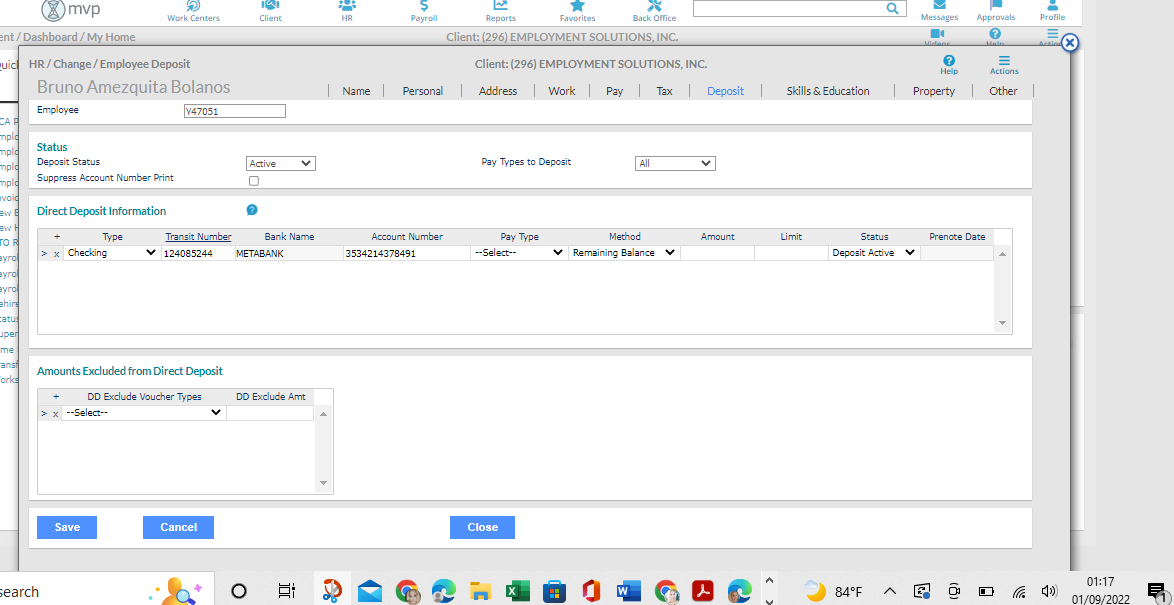 mvp
Work Centers Client HR Payroll Reports Favorites Back Office Messages Approvals Profile
ent / Dashboard / My Home Client: (296) EMPLOYMENT SOLUTIONS, INC.
HR / Change / Employee Deposit Client: (296) EMPLOYMENT SOLUTIONS, INC. Help Actions
Bruno Amezquita Bolanos
Name Personal Address Work Pay Tax Deposit Skills & Education Property Other
Employee Y47051
Status
Deposit Status Active Pay Types to Deposit All
Suppress Account Number Print
Direct Deposit Information ?
+ Type Transit Number Bank Name Account Number Pay Type Method Amount Limit Status Prenote Date
> x Checking 124085244 METABANK 3534214378491 --Select-- Remaining Balance Deposit Active
Amounts Excluded from Direct Deposit
+ DD Exclude Voucher Types DD Exclude Amt
> x --Select--
Save Cancel Close
search 84°F 01:17
01/09/2022 1